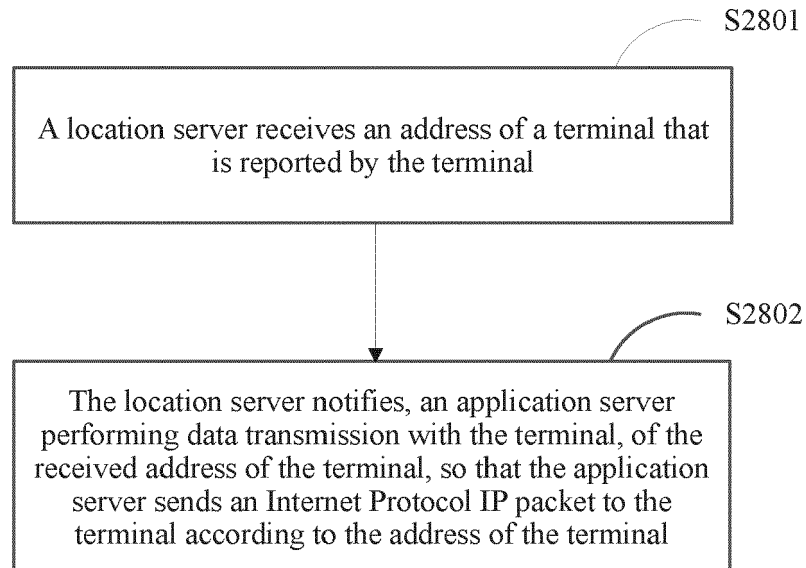 S2801
A location server receives an address of a terminal that
is reported by the terminal
S2802
The location server notifies, an application server
performing data transmission with the terminal, of the
received address of the terminal, so that the application
server sends an Internet Protocol IP packet to the
terminal according to the address of the terminal